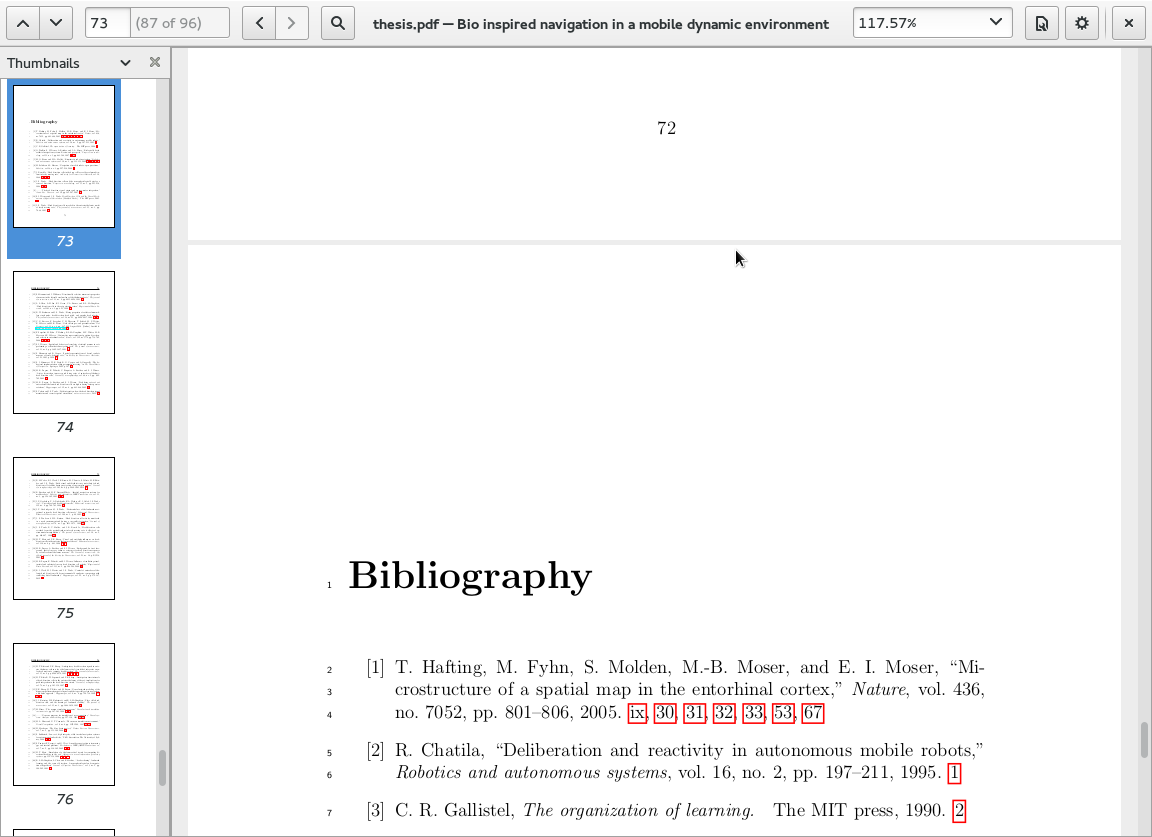 73 (87 of 96) thesis.pdf — Bio inspired navigation in a mobile dynamic environment 117.57%
Thumbnails
73
74
75
76
72
1 Bibliography
2 [1] T. Hafting, M. Fyhn, S. Molden, M.-B. Moser, and E. I. Moser, “Mi-
3 crostructure of a spatial map in the entorhinal cortex,” Nature, vol. 436,
4 no. 7052, pp. 801–806, 2005. ix, 30, 31, 32, 33, 53, 67
5 [2] R. Chatila, “Deliberation and reactivity in autonomous mobile robots,”
6 Robotics and autonomous systems, vol. 16, no. 2, pp. 197–211, 1995. 1
7 [3] C. R. Gallistel, The organization of learning. The MIT press, 1990. 2